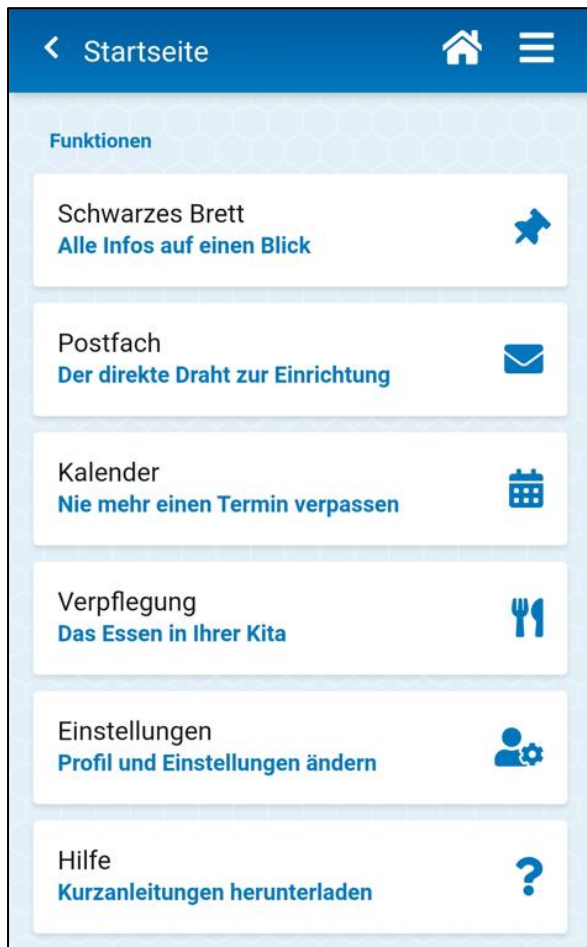 Startseite
Funktionen
Schwarzes Brett
Alle Infos auf einen Blick
Postfach
Der direkte Draht zur Einrichtung
Kalender
Nie mehr einen Termin verpassen
Verpflegung
Das Essen in Ihrer Kita
Einstellungen
Profil und Einstellungen ändern
Hilfe
Kurzanleitungen herunterladen